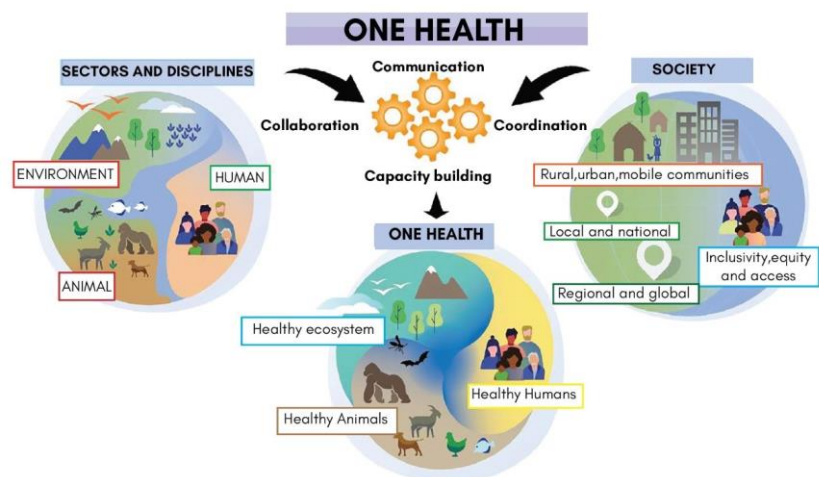 ONE HEALTH
SECTORS AND DISCIPLINES
ENVIRONMENT
HUMAN
ANIMAL
Communication
Collaboration
Coordination
Capacity building
SOCIETY
Rural,urban,mobile communities
Local and national
Inclusivity,equity
and access
Regional and global
ONE HEALTH
Healthy ecosystem
Healthy Humans
Healthy Animals